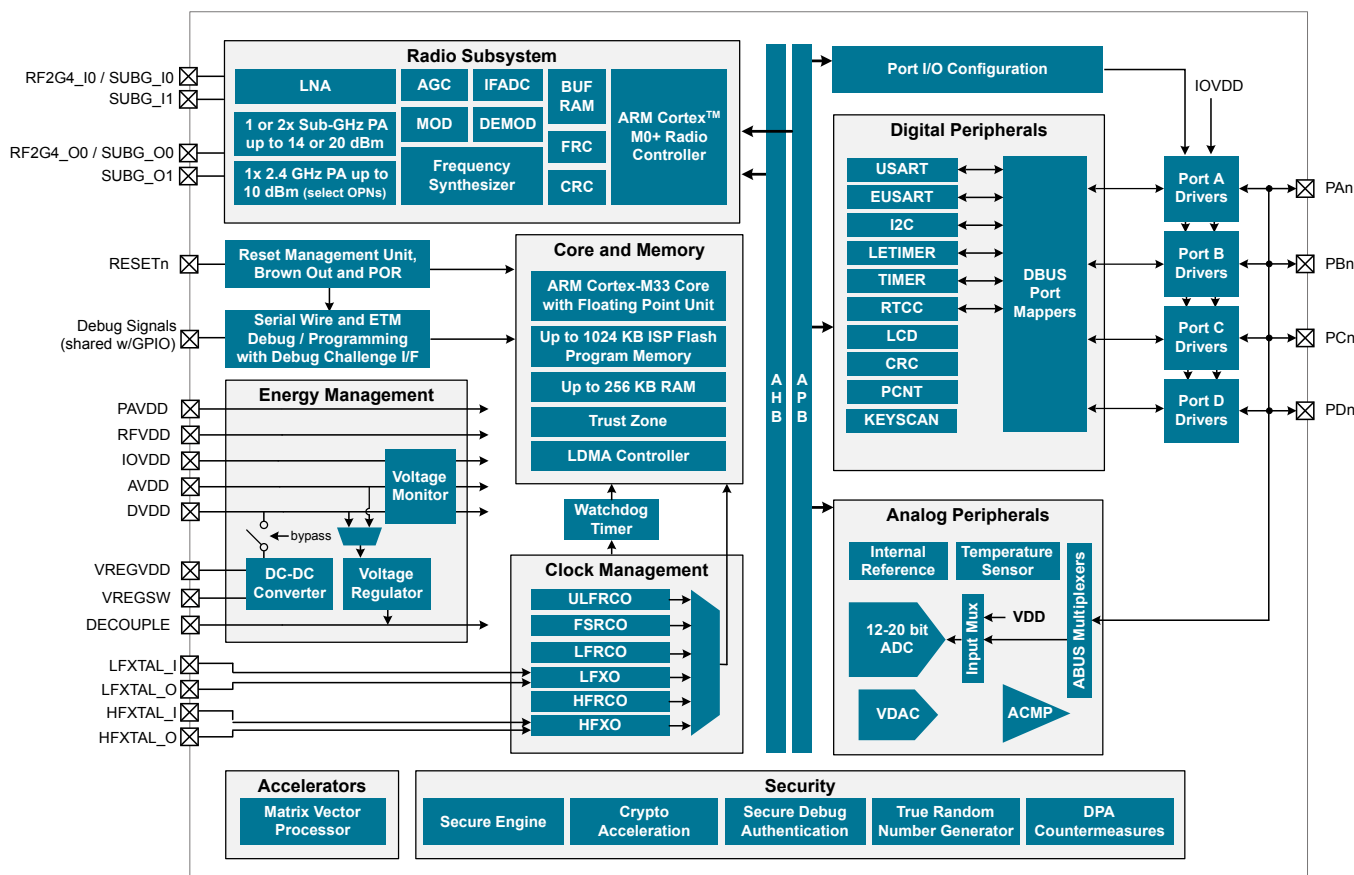 Radio Subsystem
RF2G4_I0 / SUBG_I0
SUBG_I1
RF2G4_O0 / SUBG_O0
SUBG_O1
LNA
1 or 2x Sub-GHz PA
up to 14 or 20 dBm
1x 2.4 GHz PA up to
10 dBm (select OPNs)
AGC
IFADC
MOD
DEMOD
Frequency
Synthesizer
BUF
RAM
FRC
CRC
ARM Cortex™
M0+ Radio
Controller
RESETn
Debug Signals
(shared w/GPIO)
Reset Management Unit,
Brown Out and POR
Serial Wire and ETM
Debug / Programming
with Debug Challenge I/F
Core and Memory
ARM Cortex-M33 Core
with Floating Point Unit
Up to 1024 KB ISP Flash
Program Memory
Up to 256 KB RAM
Trust Zone
LDMA Controller
Energy Management
PAVDD
RFVDD
IOVDD
AVDD
DVDD
VREGVDD
VREGSW
DECOUPLE
Voltage
Monitor
bypass
DC-DC
Converter
Voltage
Regulator
Watchdog
Timer
Clock Management
ULFRCO
FSRCO
LFRCO
LFXO
HFRCO
HFXO
LFXTAL_I
LFXTAL_O
HFXTAL_I
HFXTAL_O
A
H
B
A
P
B
Port I/O Configuration
IOVDD
Digital Peripherals
USART
EUSART
I2C
LETIMER
TIMER
RTCC
LCD
CRC
PCNT
KEYSCAN
DBUS
Port
Mappers
Port A
Drivers
Port B
Drivers
Port C
Drivers
Port D
Drivers
PAn
PBn
PCn
PDn
Analog Peripherals
Internal
Reference
Temperature
Sensor
12-20 bit
ADC
Input Mux
VDD
ABUS Multiplexers
VDAC
ACMP
Accelerators
Matrix Vector
Processor
Security
Secure Engine
Crypto
Acceleration
Secure Debug
Authentication
True Random
Number Generator
DPA
Countermeasures